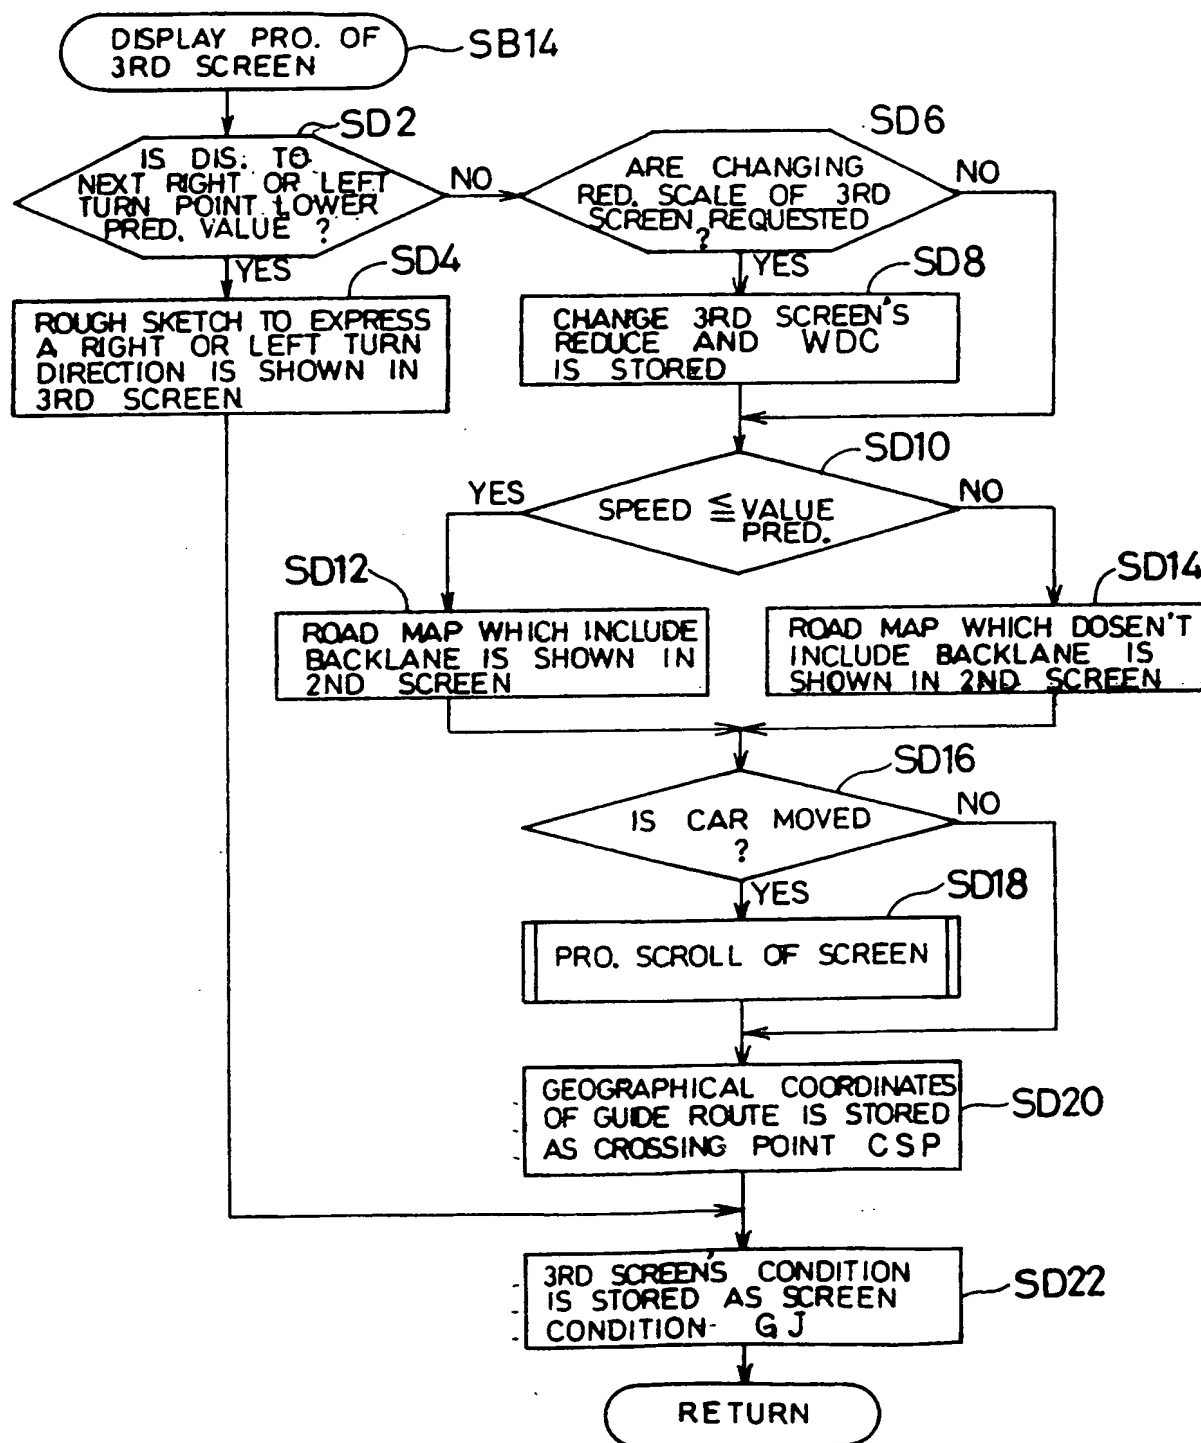 DISPLAY PRO. OF
3RD SCREEN
SB14
SD2
IS DIS. TO
NEXT RIGHT OR LEFT
TURN POINT LOWER
PRED. VALUE ?
NO
YES
SD6
ARE CHANGING
RED. SCALE OF 3RD
SCREEN REQUESTED
?
NO
YES
SD4
ROUGH SKETCH TO EXPRESS
A RIGHT OR LEFT TURN
DIRECTION IS SHOWN IN
3RD SCREEN
SD8
CHANGE 3RD SCREEN'S
REDUCE AND WDC
IS STORED
SD10
SPEED ≦ VALUE
PRED.
YES
NO
SD12
ROAD MAP WHICH INCLUDE
BACKLANE IS SHOWN IN
2ND SCREEN
SD14
ROAD MAP WHICH DOSEN'T
INCLUDE BACKLANE IS
SHOWN IN 2ND SCREEN
SD16
IS CAR MOVED
?
NO
YES
SD18
PRO. SCROLL OF SCREEN
GEOGRAPHICAL COORDINATES
OF GUIDE ROUTE IS STORED
AS CROSSING POINT CSP
SD20
3RD SCREEN'S CONDITION
IS STORED AS SCREEN
CONDITION GJ
SD22
RETURN